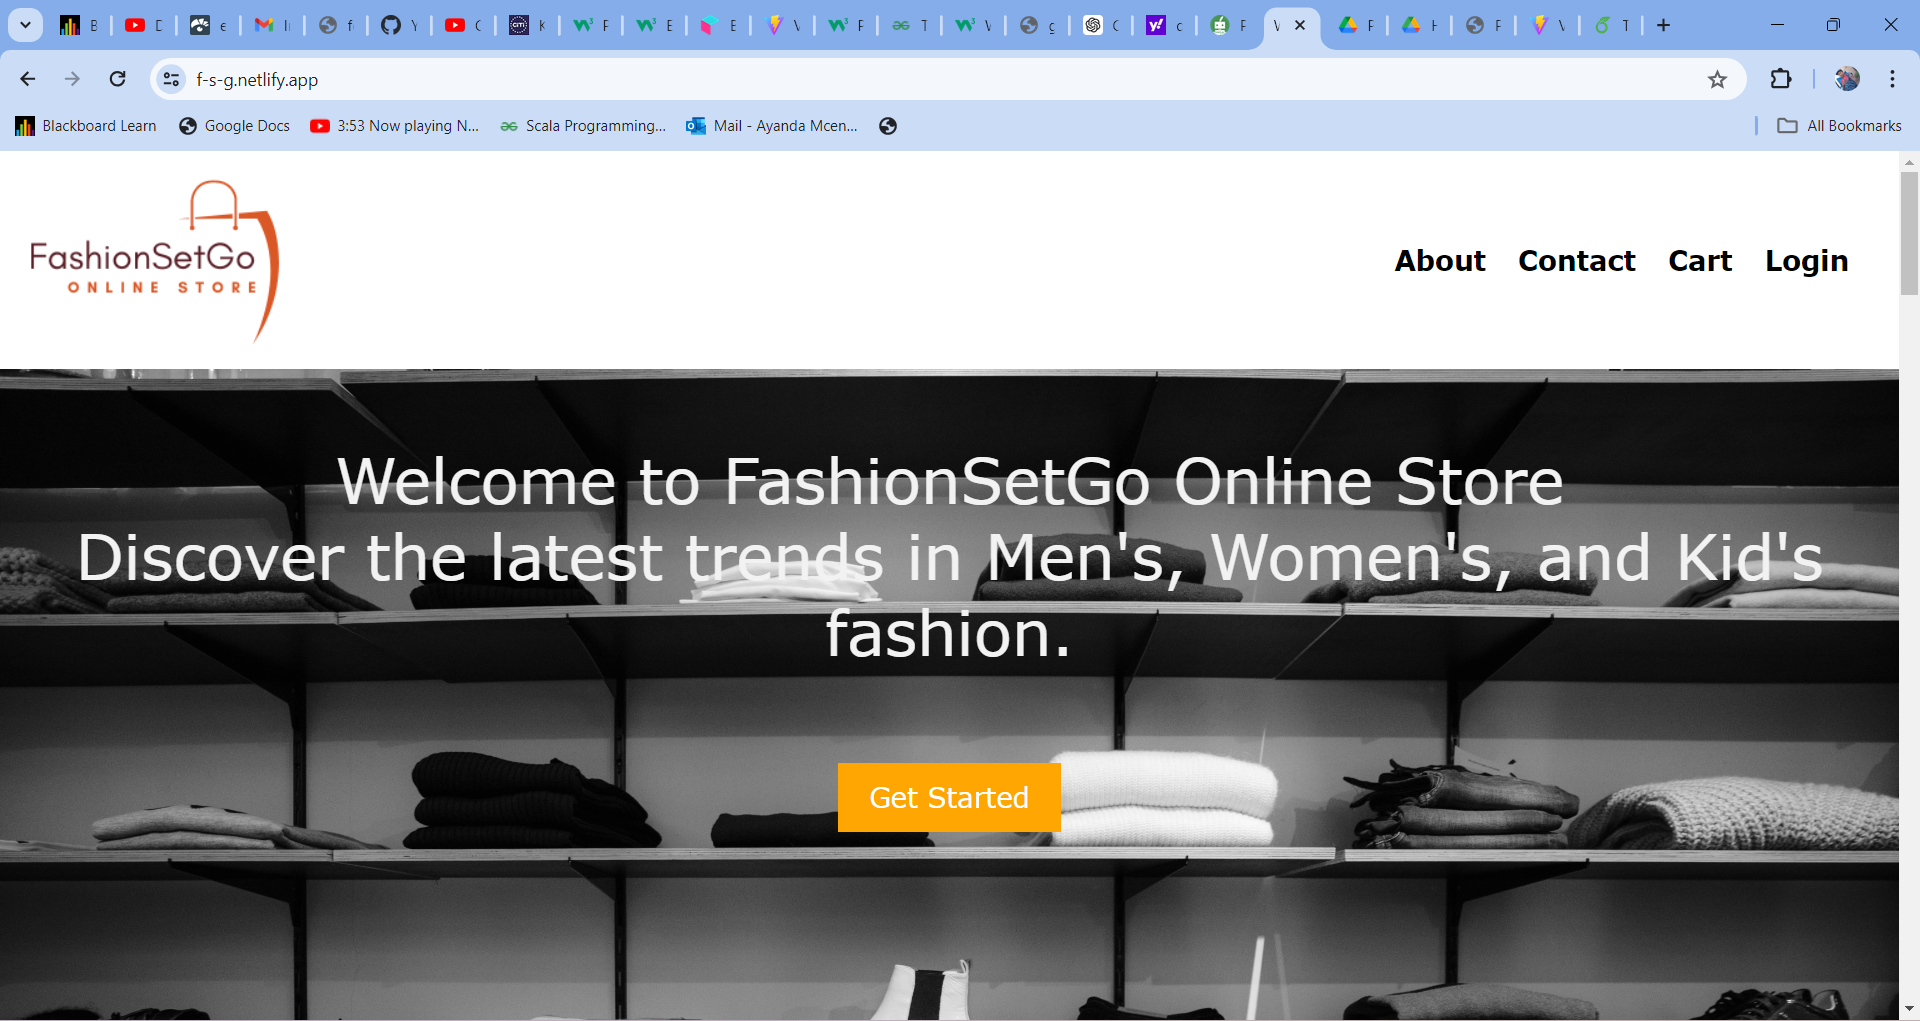 f-s-g.netlify.app
Blackboard Learn
Google Docs
3:53 Now playing N...
Scala Programming...
Mail - Ayanda Mcen...
All Bookmarks
FashionSetGo
ONLINE STORE
About
Contact
Cart
Login
Welcome to FashionSetGo Online Store
Discover the latest trends in Men's, Women's, and Kid's
fashion.
Get Started